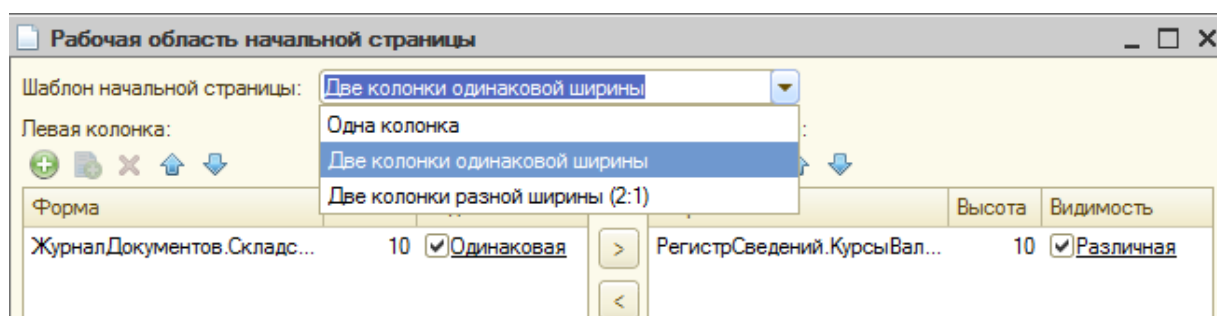 Рабочая область начальной страницы
Шаблон начальной страницы: Две колонки одинаковой ширины
Левая колонка:
Одна колонка
Две колонки одинаковой ширины
Две колонки разной ширины (2:1)
Форма Высота Видимость
ЖурналДокументов.Складс... 10 Одинаковая > РегистрСведений.КурсыВал... 10 Различная
<